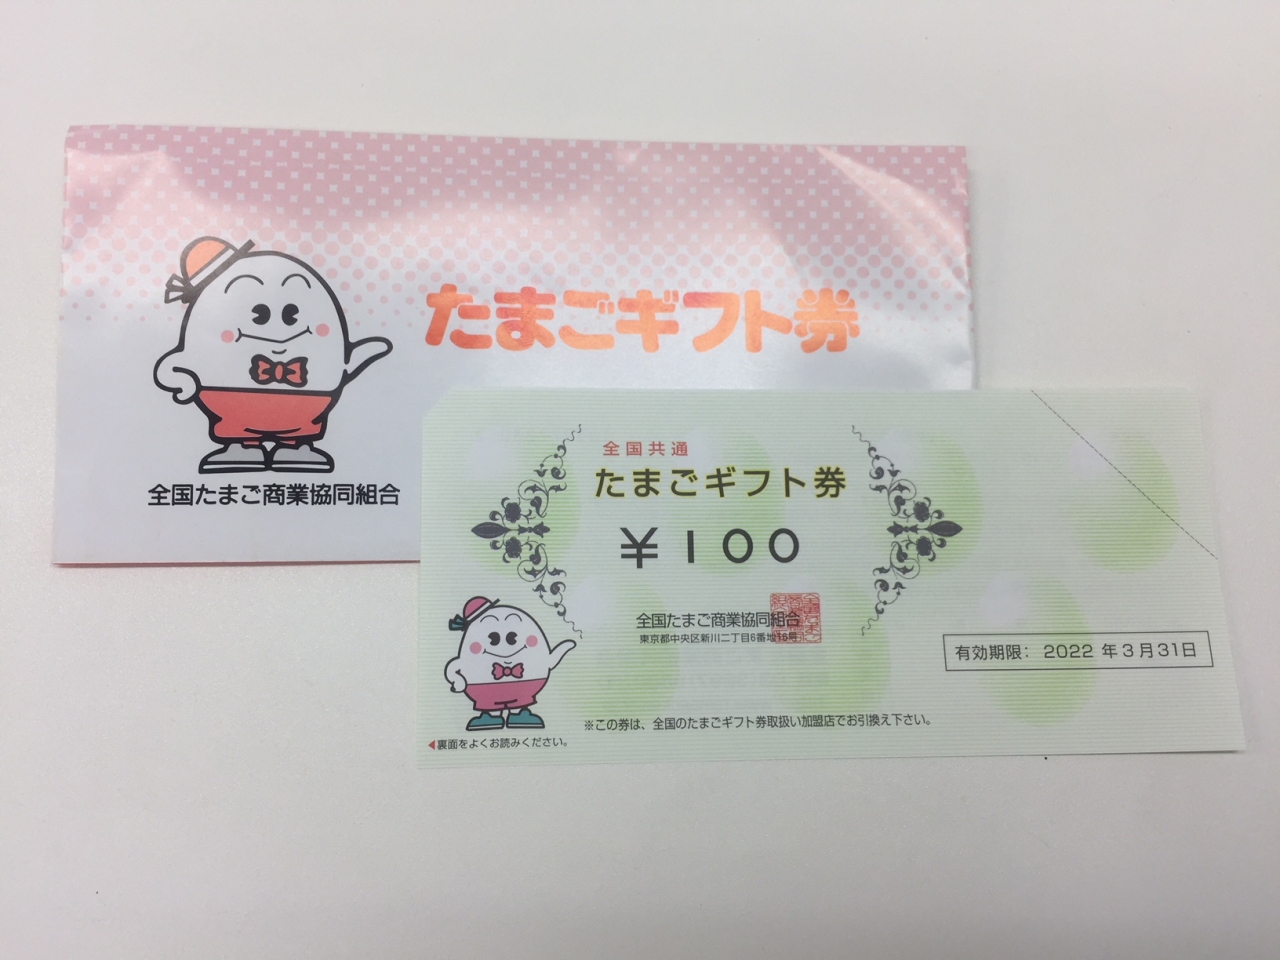 たまごギフト券
全国たまご商業協同組合
全国共通
たまごギフト券
¥100
全国たまご商業協同組合
東京都中央区新川二丁目6番地16号
有効期限: 2022 年3月31日
※この券は、全国のたまごギフト券取扱い加盟店でお引換え下さい。
◀裏面をよくお読みください。